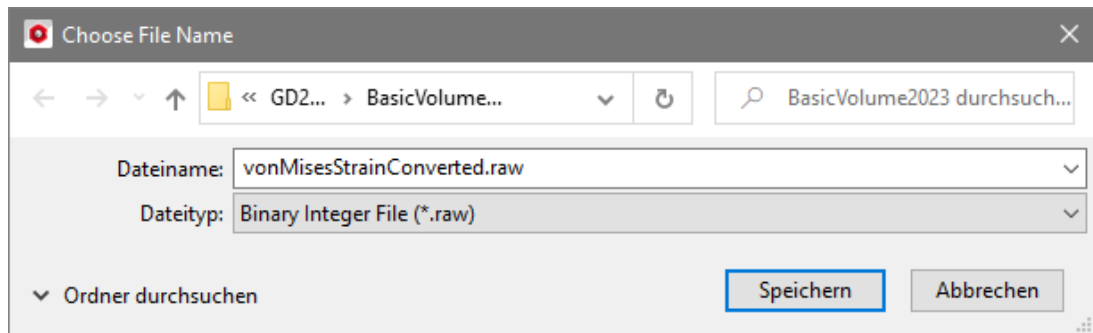 Choose File Name
« GD2... > BasicVolume... BasicVolume2023 durchsuch...
Dateiname: vonMisesStrainConverted.raw
Dateityp: Binary Integer File (*.raw)
Ordner durchsuchen Speichern Abbrechen